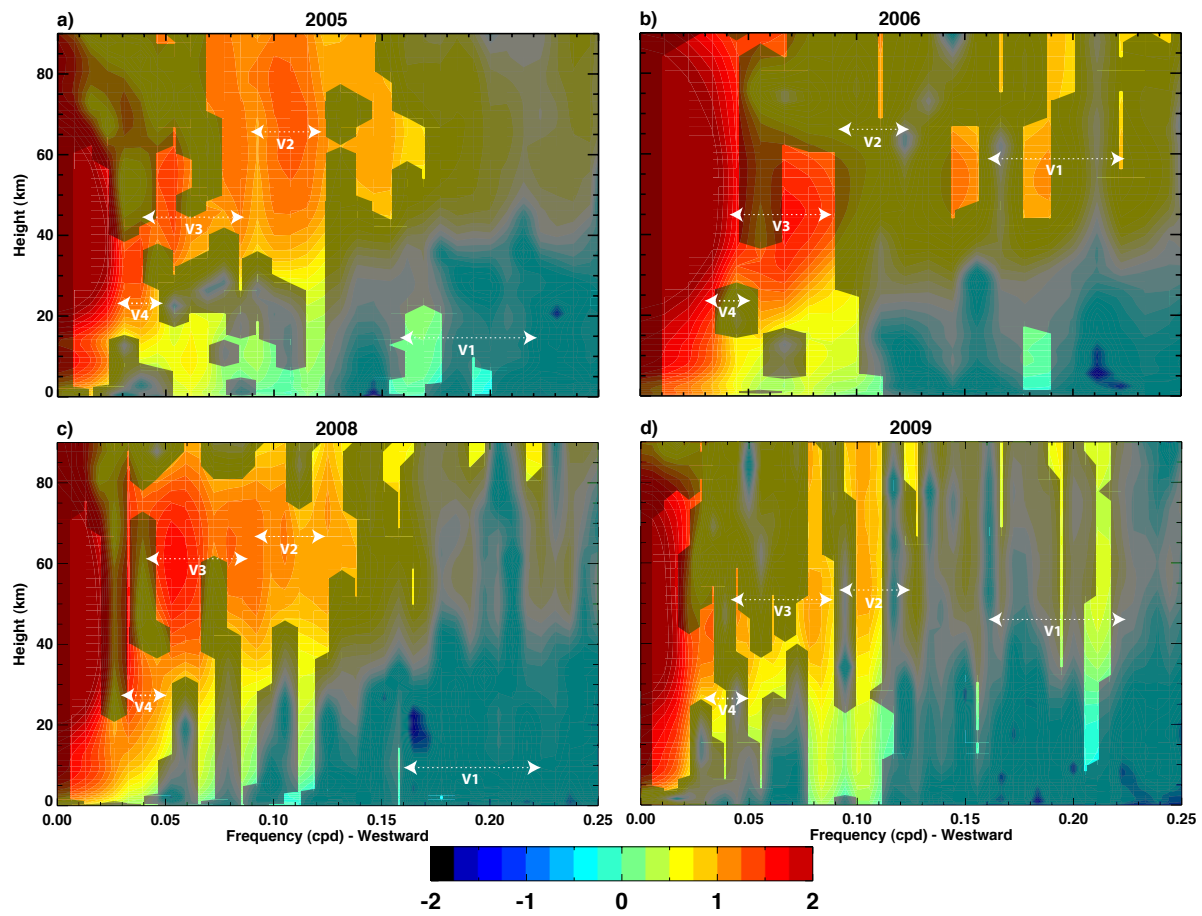 a) 2005
b) 2006
80
60
40
20
0
Height (km)
V2
V3
V4
V1
V2
V1
V3
V4
c) 2008
d) 2009
80
60
40
20
0
Height (km)
V2
V3
V4
V1
V2
V3
V1
V4
0.00 0.05 0.10 0.15 0.20 0.25
0.05 0.10 0.15 0.20 0.25
Frequency (cpd) - Westward
Frequency (cpd) - Westward
-2 -1 0 1 2